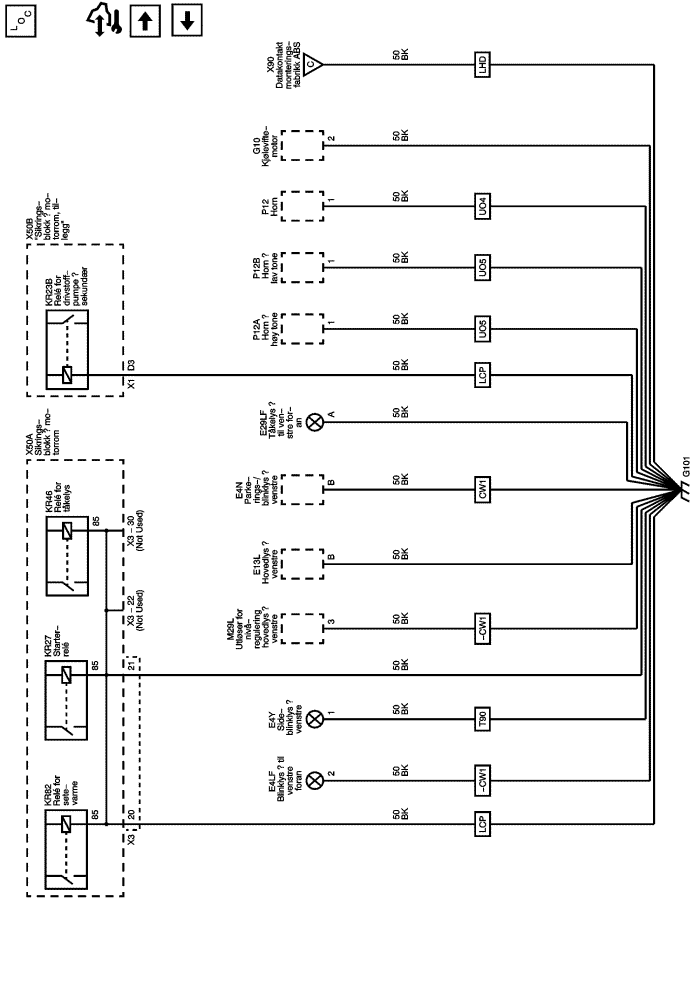 LOC
X90
Datakontakt
monterings–
fabrikk ABS
C
50
BK
LHD
G10
Kjølevifte–
motor
2
50
BK
P12
Horn
1
50
BK
UO4
P12B
Horn ?
lav tone
1
50
BK
UO5
P12A
Horn ?
høy tone
1
50
BK
UO5
X50B
"Sikrings–
blokk ? mo–
torrom, til–
legg"
KR23B
Relé for
drivstoff–
pumpe ?
sekundær
D3
X1
50
BK
LCP
E29LF
Tåkelys ?
til ven–
stre for–
an
A
50
BK
X50A
Sikrings–
blokk ? mo–
torrom
KR46
Relé for
tåkelys
85
X3 – 30
(Not Used)
E4N
Parke–
rings–/
blinklys ?
venstre
B
50
BK
CW1
G101
E13L
Hovedlys ?
venstre
B
50
BK
X3 – 22
(Not Used)
M29L
Utløser for
nivå–
regulering
hovedlys ?
venstre
3
50
BK
–CW1
KR27
Starter–
relé
85
21
50
BK
E4Y
Side–
blinklys ?
venstre
1
50
BK
T90
E4LF
Blinklys ? til
venstre
foran
2
50
BK
–CW1
KR82
Relé for
sete–
varme
85
20
X3
50
BK
LCP